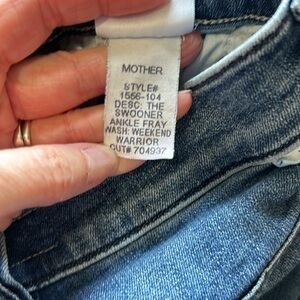 MOTHER
STYLE#
1556-104
DESC: THE
SWOONER
ANKLE FRAY
WASH: WEEKEND
WARRIOR
CUT# 704937